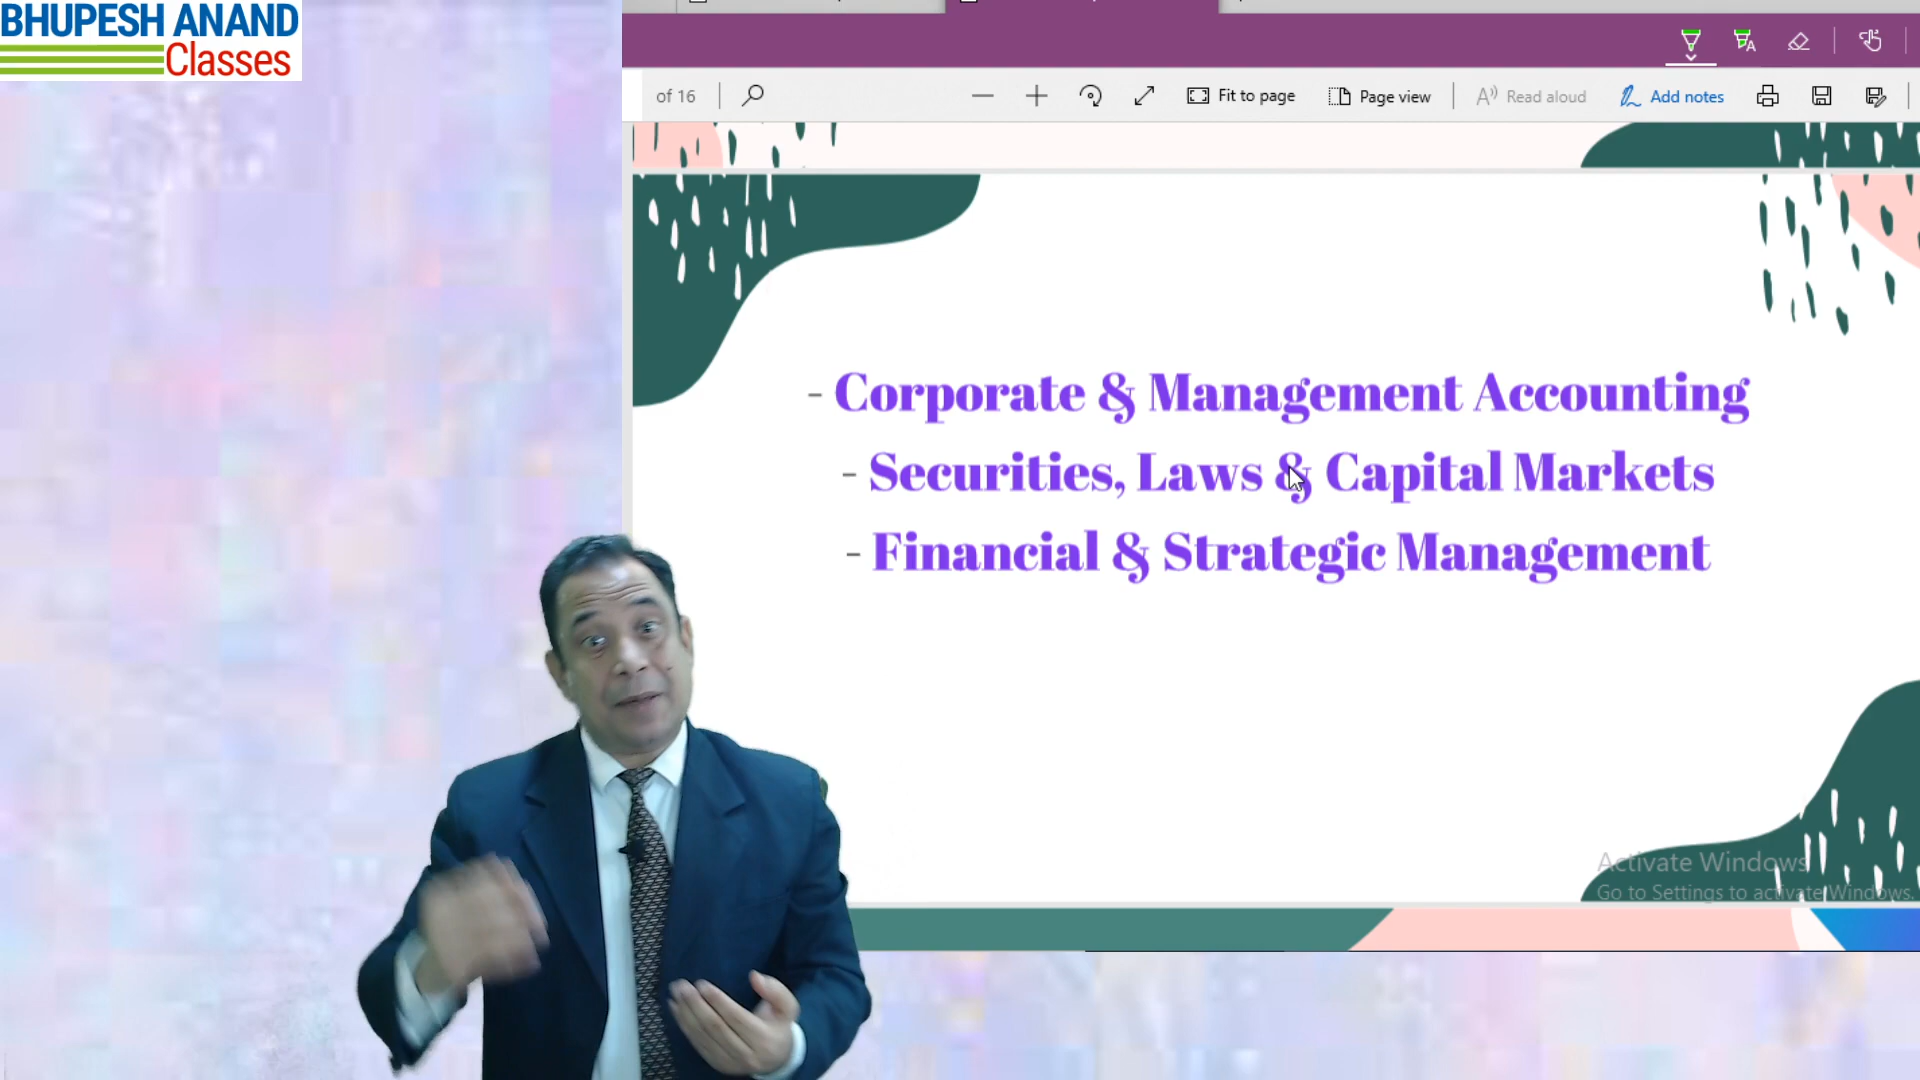 BHUPESH ANAND
Classes
of 16
Fit to page
Page view
A
Read aloud
Add notes
- Corporate & Management Accounting
- Securities, Laws & Capital Markets
- Financial & Strategic Management
Activate Windows
Go to Settings to activate Windows.